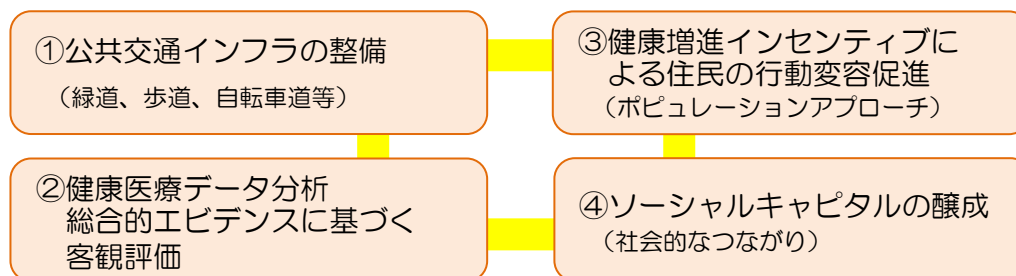 ①公共交通インフラの整備
（緑道、歩道、自転車道等）
②健康医療データ分析
総合的エビデンスに基づく
客観評価
③健康増進インセンティブに
よる住民の行動変容促進
（ポピュレーションアプローチ）
④ソーシャルキャピタルの醸成
（社会的なつながり）